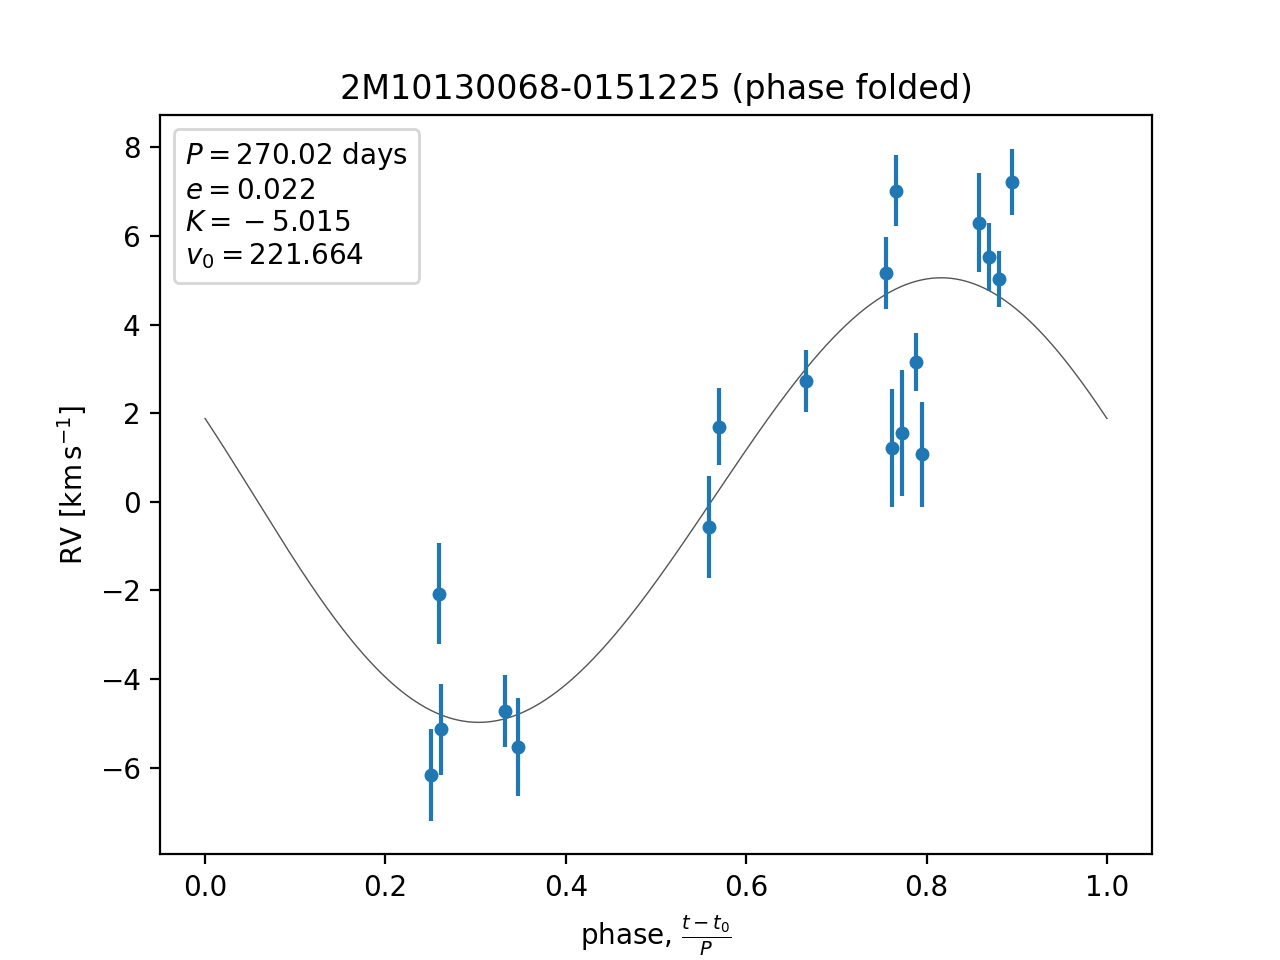 2M10130068-0151225 (phase folded)
P = 270.02 days
e = 0.022
K = −5.015
v₀ = 221.664
8
6
4
2
0
−2
−4
−6
RV [km s⁻¹]
0.0 0.2 0.4 0.6 0.8 1.0
phase, (t − t₀)/P